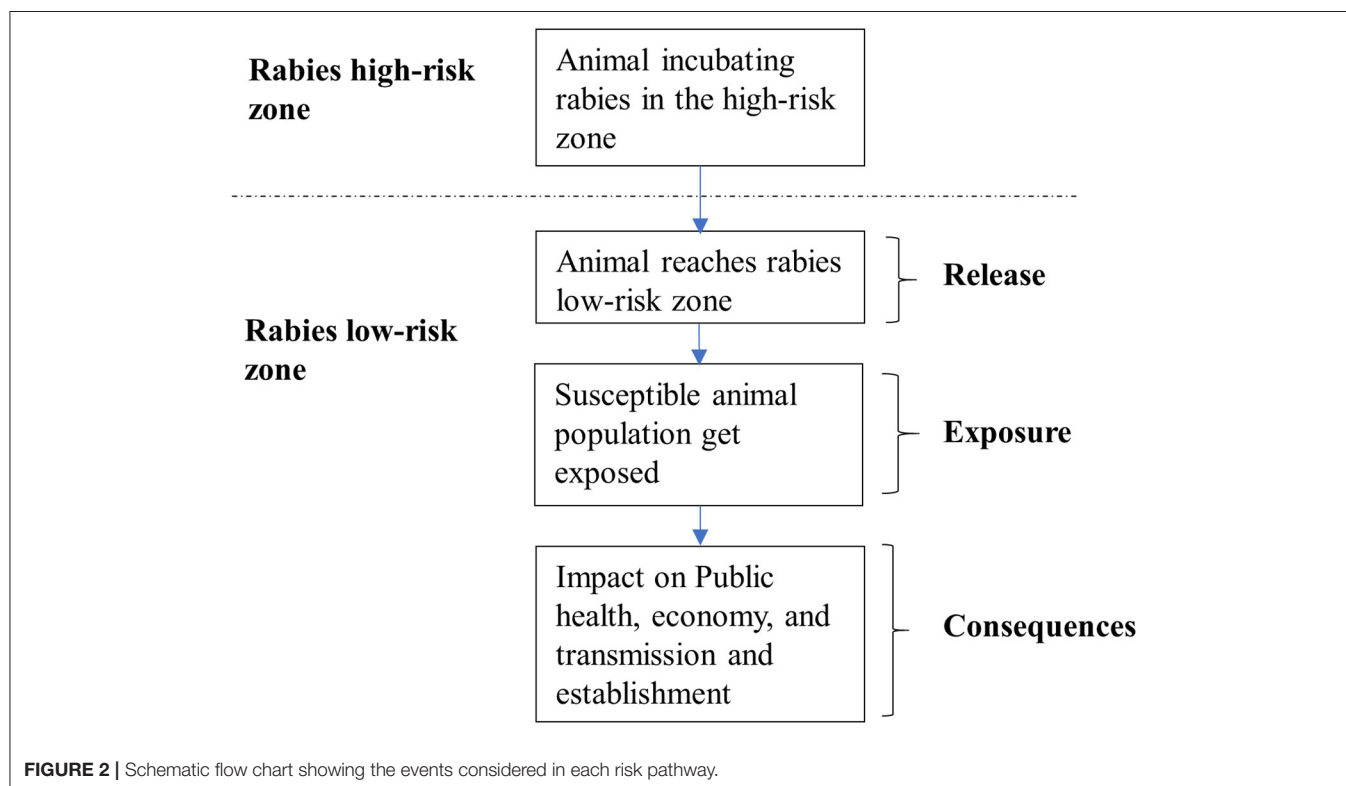 Rabies high-risk
zone
Animal incubating
rabies in the high-risk
zone
Animal reaches rabies
low-risk zone
Release
Rabies low-risk
zone
Susceptible animal
population get
exposed
Exposure
Impact on Public
health, economy, and
transmission and
establishment
Consequences
FIGURE 2 | Schematic flow chart showing the events considered in each risk pathway.